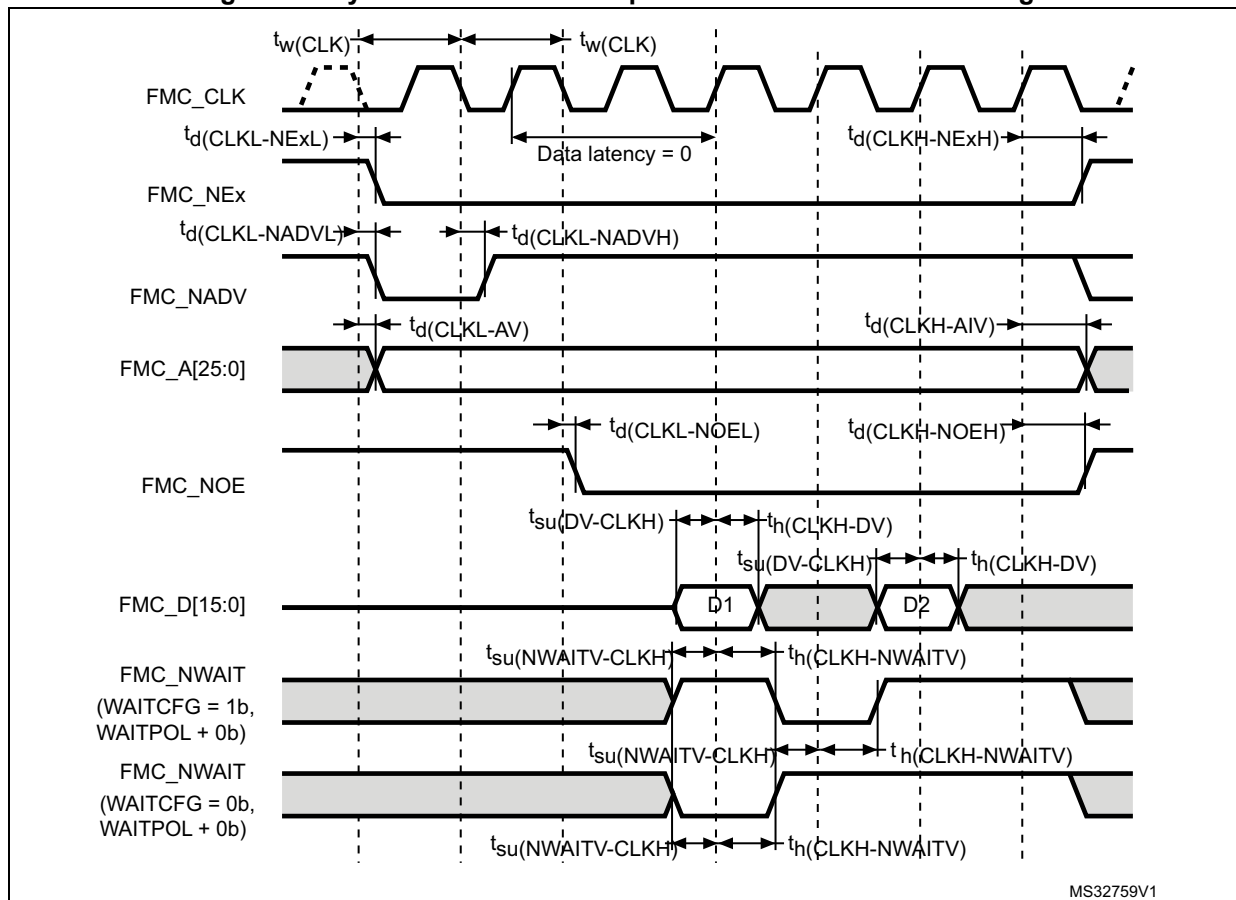 tw(CLK)
tw(CLK)
FMC_CLK
td(CLKL-NExL)
Data latency = 0
td(CLKH-NExH)
FMC_NEx
td(CLKL-NADVL)
td(CLKL-NADVH)
FMC_NADV
td(CLKL-AV)
td(CLKH-AIV)
FMC_A[25:0]
td(CLKL-NOEL)
td(CLKH-NOEH)
FMC_NOE
tsu(DV-CLKH)
th(CLKH-DV)
tsu(DV-CLKH)
th(CLKH-DV)
FMC_D[15:0]
D1
D2
tsu(NWAITV-CLKH)
th(CLKH-NWAITV)
FMC_NWAIT
(WAITCFG = 1b,
WAITPOL + 0b)
tsu(NWAITV-CLKH)
th(CLKH-NWAITV)
FMC_NWAIT
(WAITCFG = 0b,
WAITPOL + 0b)
tsu(NWAITV-CLKH)
th(CLKH-NWAITV)
MS32759V1